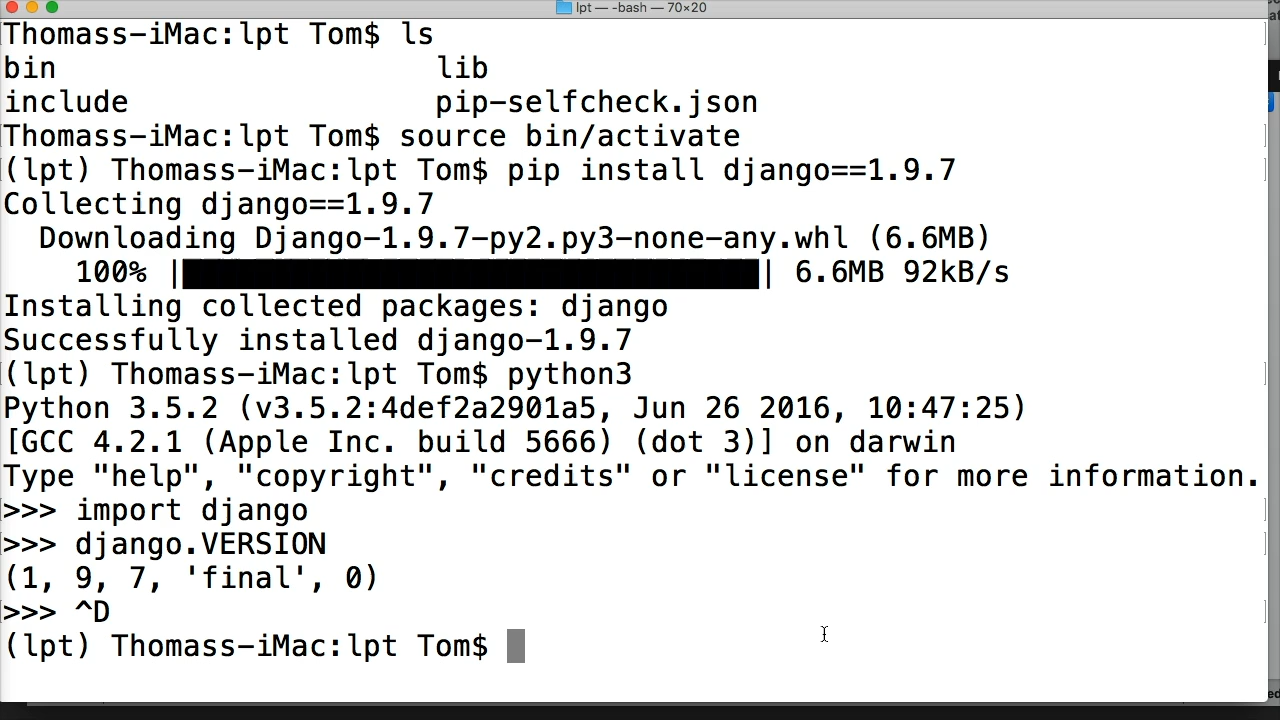 lpt — -bash — 70×20
Thomass-iMac:lpt Tom$ ls
bin lib
include pip-selfcheck.json
Thomass-iMac:lpt Tom$ source bin/activate
(lpt) Thomass-iMac:lpt Tom$ pip install django==1.9.7
Collecting django==1.9.7
Downloading Django-1.9.7-py2.py3-none-any.whl (6.6MB)
100% |████████████████████████████████| 6.6MB 92kB/s
Installing collected packages: django
Successfully installed django-1.9.7
(lpt) Thomass-iMac:lpt Tom$ python3
Python 3.5.2 (v3.5.2:4def2a2901a5, Jun 26 2016, 10:47:25)
[GCC 4.2.1 (Apple Inc. build 5666) (dot 3)] on darwin
Type "help", "copyright", "credits" or "license" for more information.
>>> import django
>>> django.VERSION
(1, 9, 7, 'final', 0)
>>> ^D
(lpt) Thomass-iMac:lpt Tom$